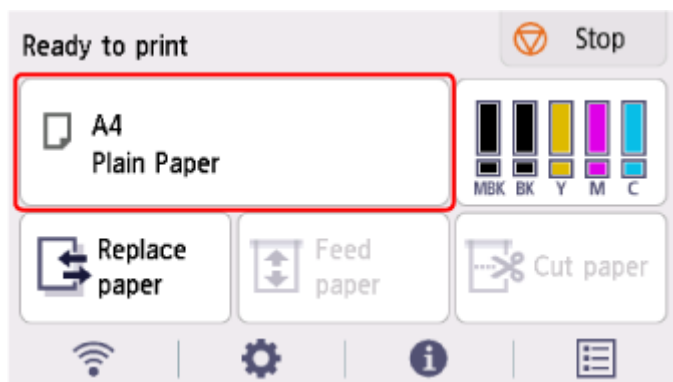 Ready to print
Stop
A4
Plain Paper
MBK BK Y M C
Replace
paper
Feed
paper
Cut paper